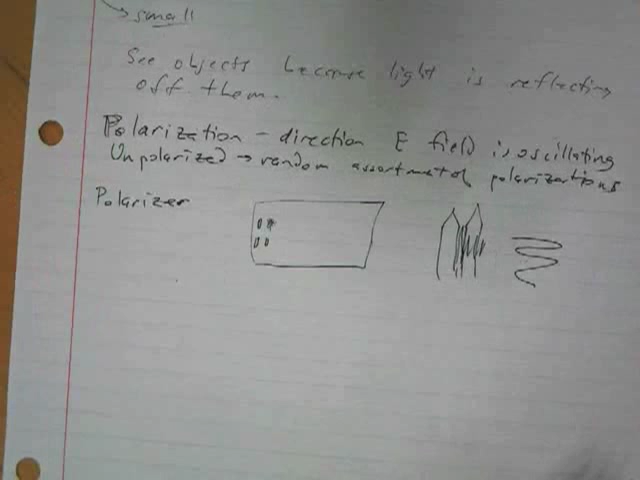 small
See objects because light is reflecting
off them.
Polarization - direction E field is oscillating
Unpolarized → random assortment of polarizations
Polarizer